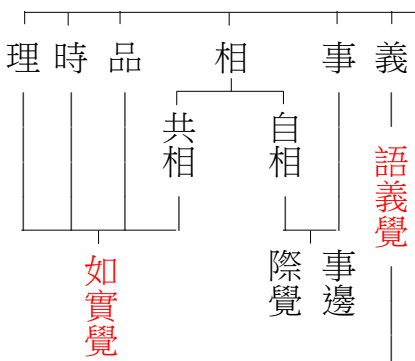 義
事
相
品
時
理
自相
共相
語義覺
事邊
際覺
如實覺